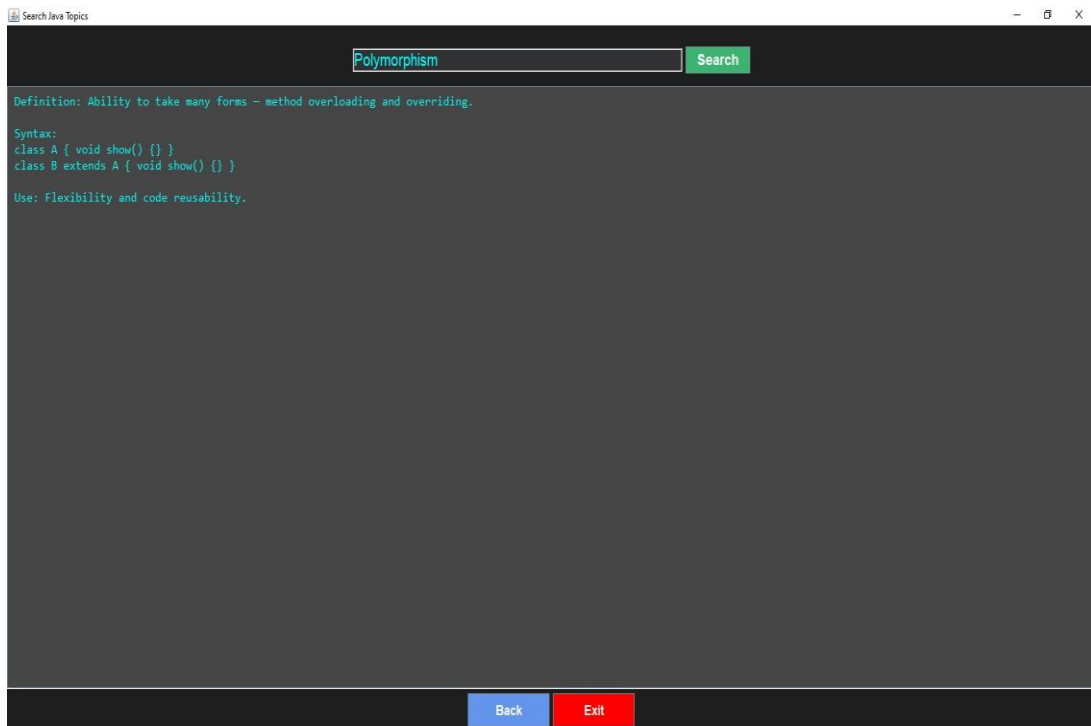 Search Java Topics
Polymorphism Search
Definition: Ability to take many forms – method overloading and overriding.
Syntax:
class A { void show() {} }
class B extends A { void show() {} }
Use: Flexibility and code reusability.
Back Exit